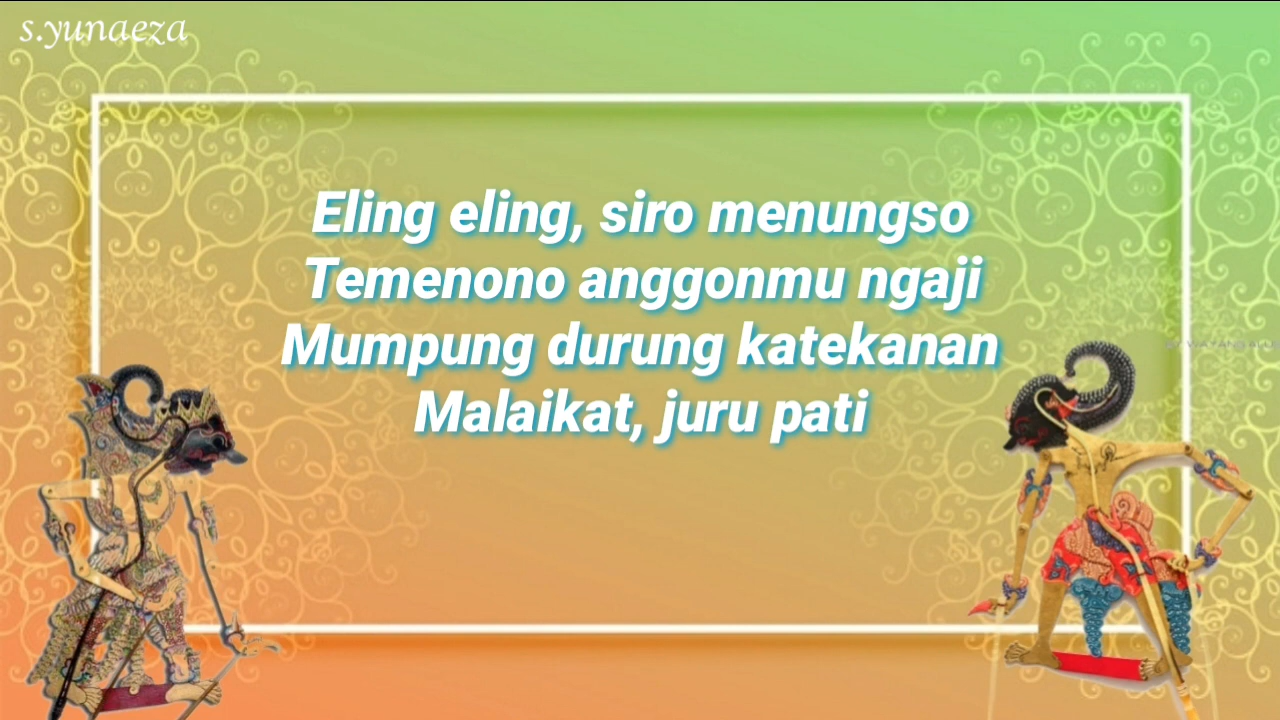 s.yunaeza
Eling eling, siro menungso
Temenono anggonmu ngaji
Mumpung durung katekanan
Malaikat, juru pati